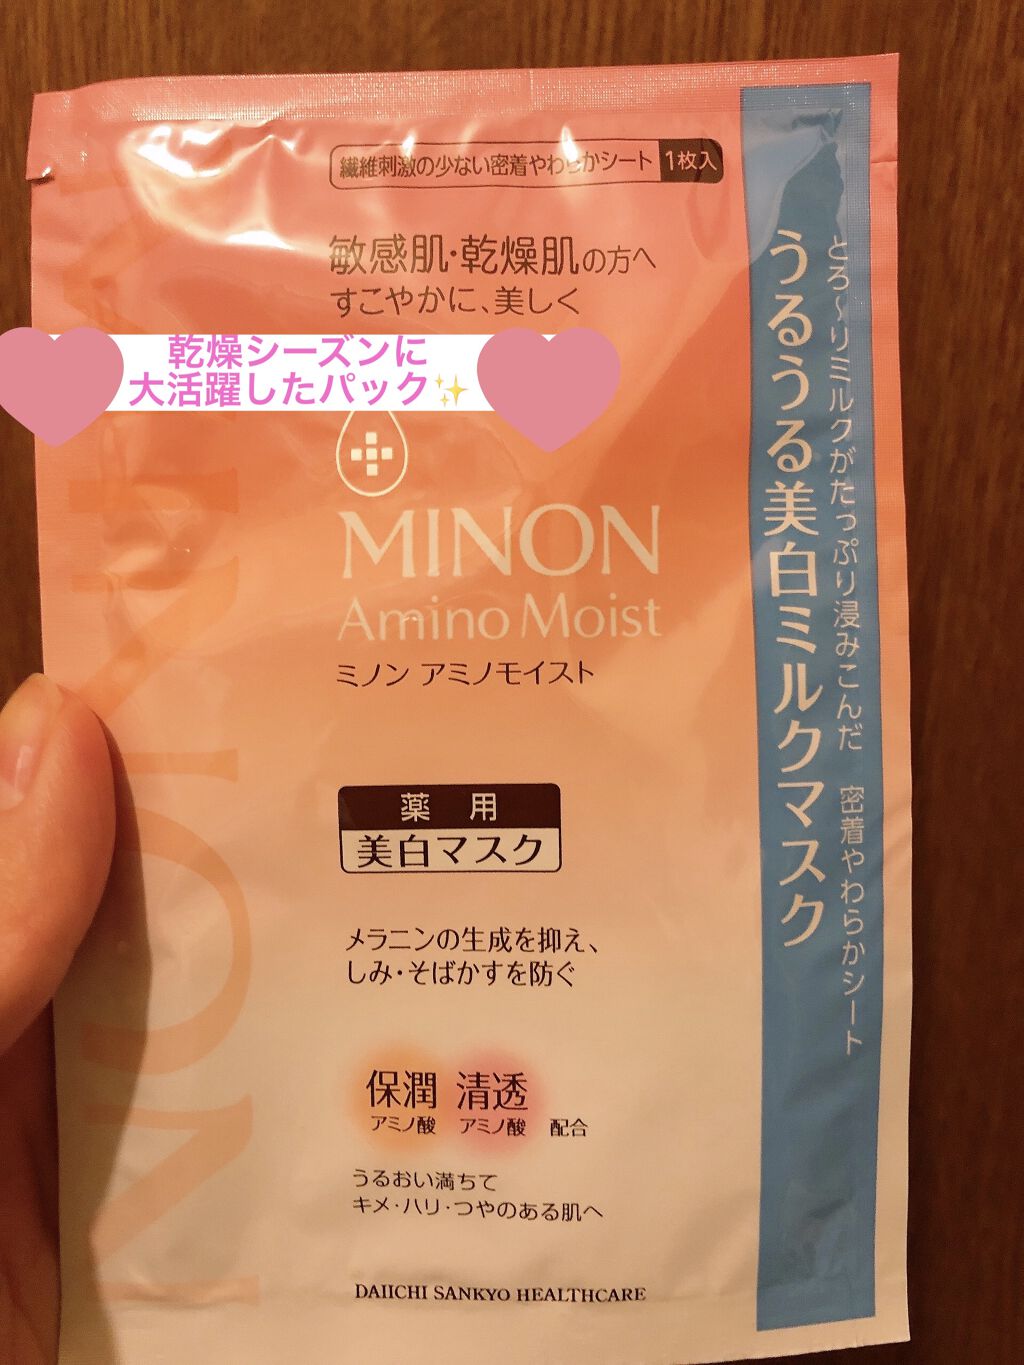 繊維刺激の少ない密着やわらかシート 1枚入
敏感肌・乾燥肌の方へ
すこやかに、美しく
乾燥シーズンに
大活躍したパック✨
MINON
Amino Moist
ミノン アミノモイスト
薬用
美白マスク
メラニンの生成を抑え、
しみ・そばかすを防ぐ
保潤 清透
アミノ酸 アミノ酸 配合
うるおい満ちて
キメ・ハリ・つやのある肌へ
DAIICHI SANKYO HEALTHCARE
とろ〜りミルクがたっぷり浸みこんだ 密着やわらかシート
うるうる美白ミルクマスク
MINON